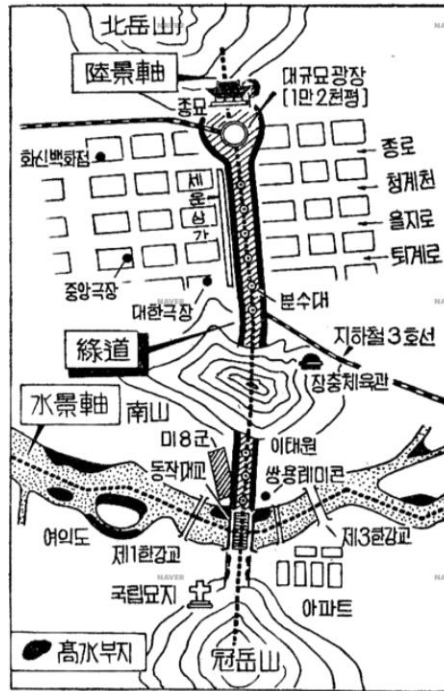 北岳山
陸景軸
종묘
대규묘광장
[1만2천평]
화신백화점
세운상가
종로
청계천
을지로
퇴계로
중앙극장
대한극장
분수대
綠道
지하철3호선
장충체육관
水景軸
南山
미8군
이태원
동작대교
쌍용레미콘
여의도
제1한강교
제3한강교
국립묘지
아파트
冠岳山
高水부지
NAVER
NAVER
NAVER
NAVER